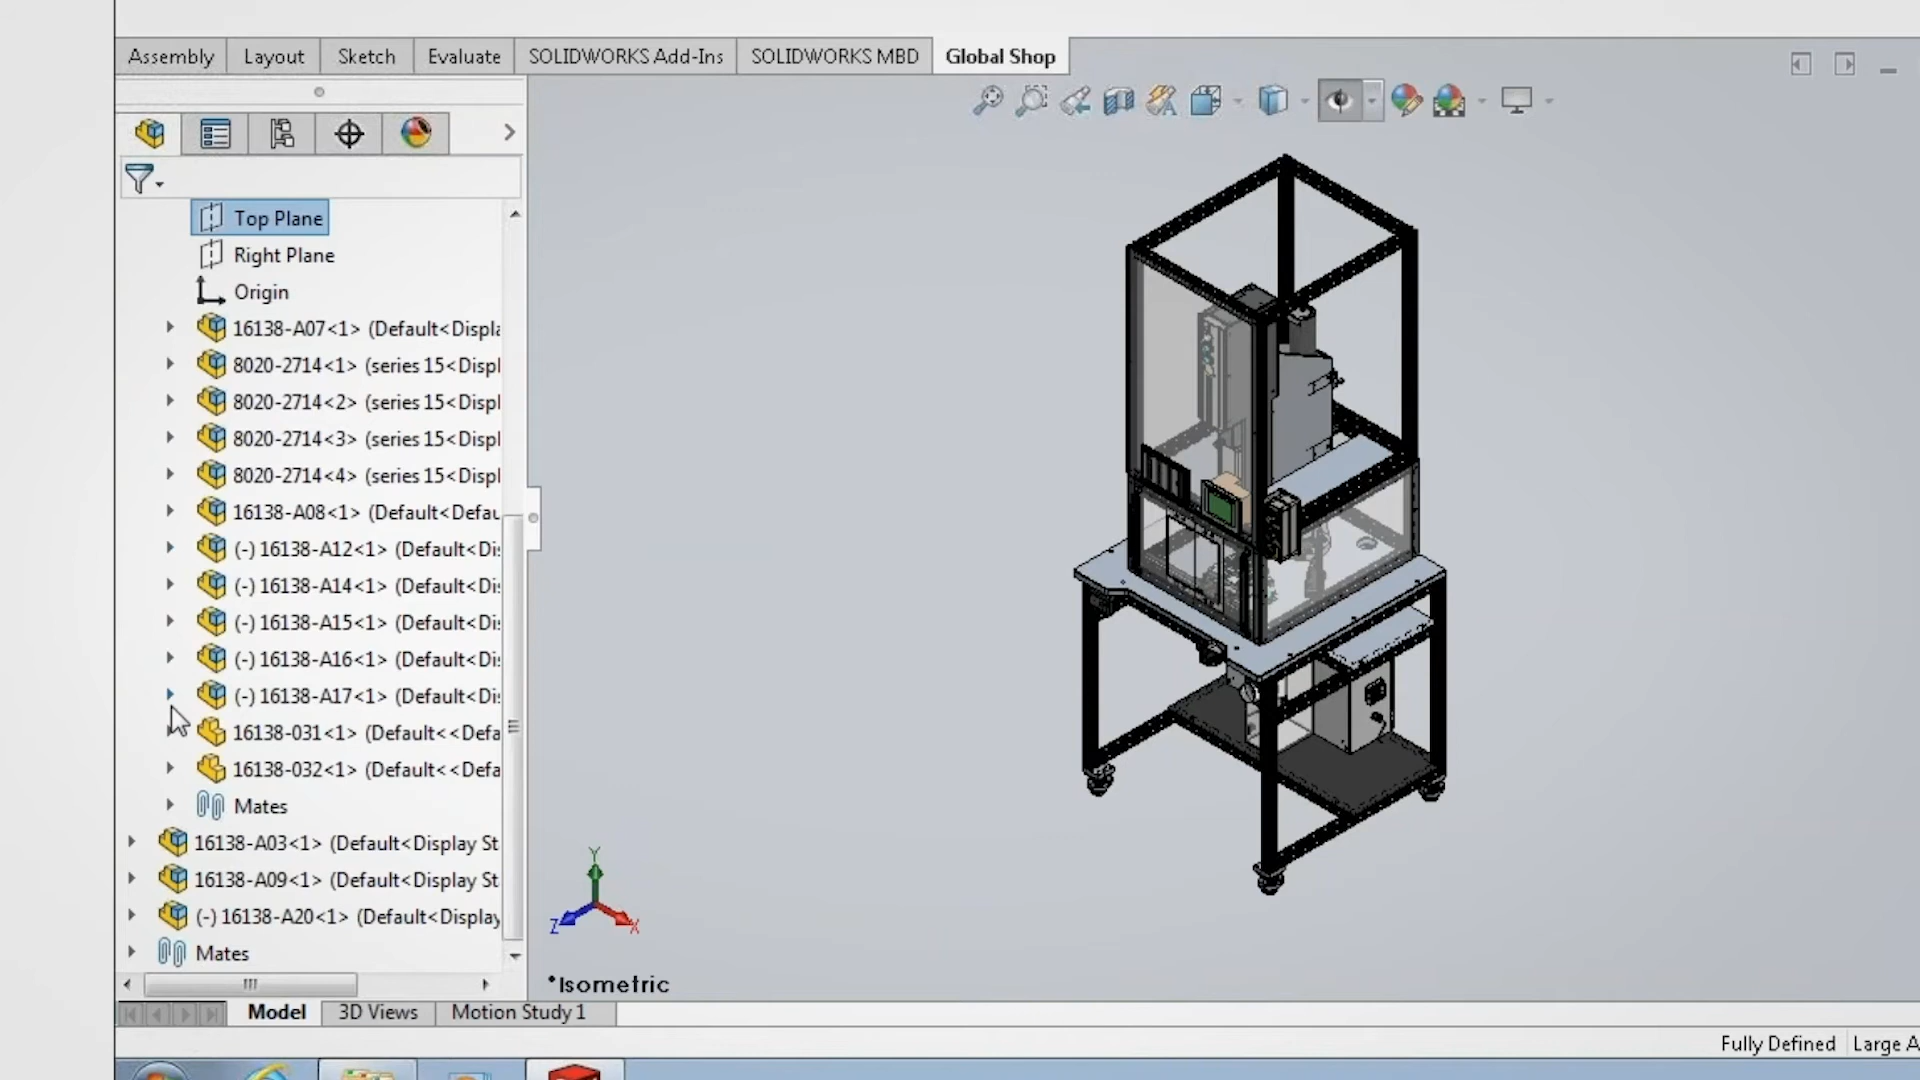 Assembly Layout Sketch Evaluate SOLIDWORKS Add-Ins SOLIDWORKS MBD Global Shop
Top Plane
Right Plane
Origin
16138-A07<1> (Default<Displa
8020-2714<1> (series 15<Displ
8020-2714<2> (series 15<Displ
8020-2714<3> (series 15<Displ
8020-2714<4> (series 15<Displ
16138-A08<1> (Default<Defau
(-) 16138-A12<1> (Default<Dis
(-) 16138-A14<1> (Default<Dis
(-) 16138-A15<1> (Default<Dis
(-) 16138-A16<1> (Default<Dis
(-) 16138-A17<1> (Default<Dis
16138-031<1> (Default<<Defa
16138-032<1> (Default<<Defa
Mates
16138-A03<1> (Default<Display St
16138-A09<1> (Default<Display St
(-) 16138-A20<1> (Default<Display
Mates
Y
Z X
*Isometric
Model 3D Views Motion Study 1
Fully Defined Large A